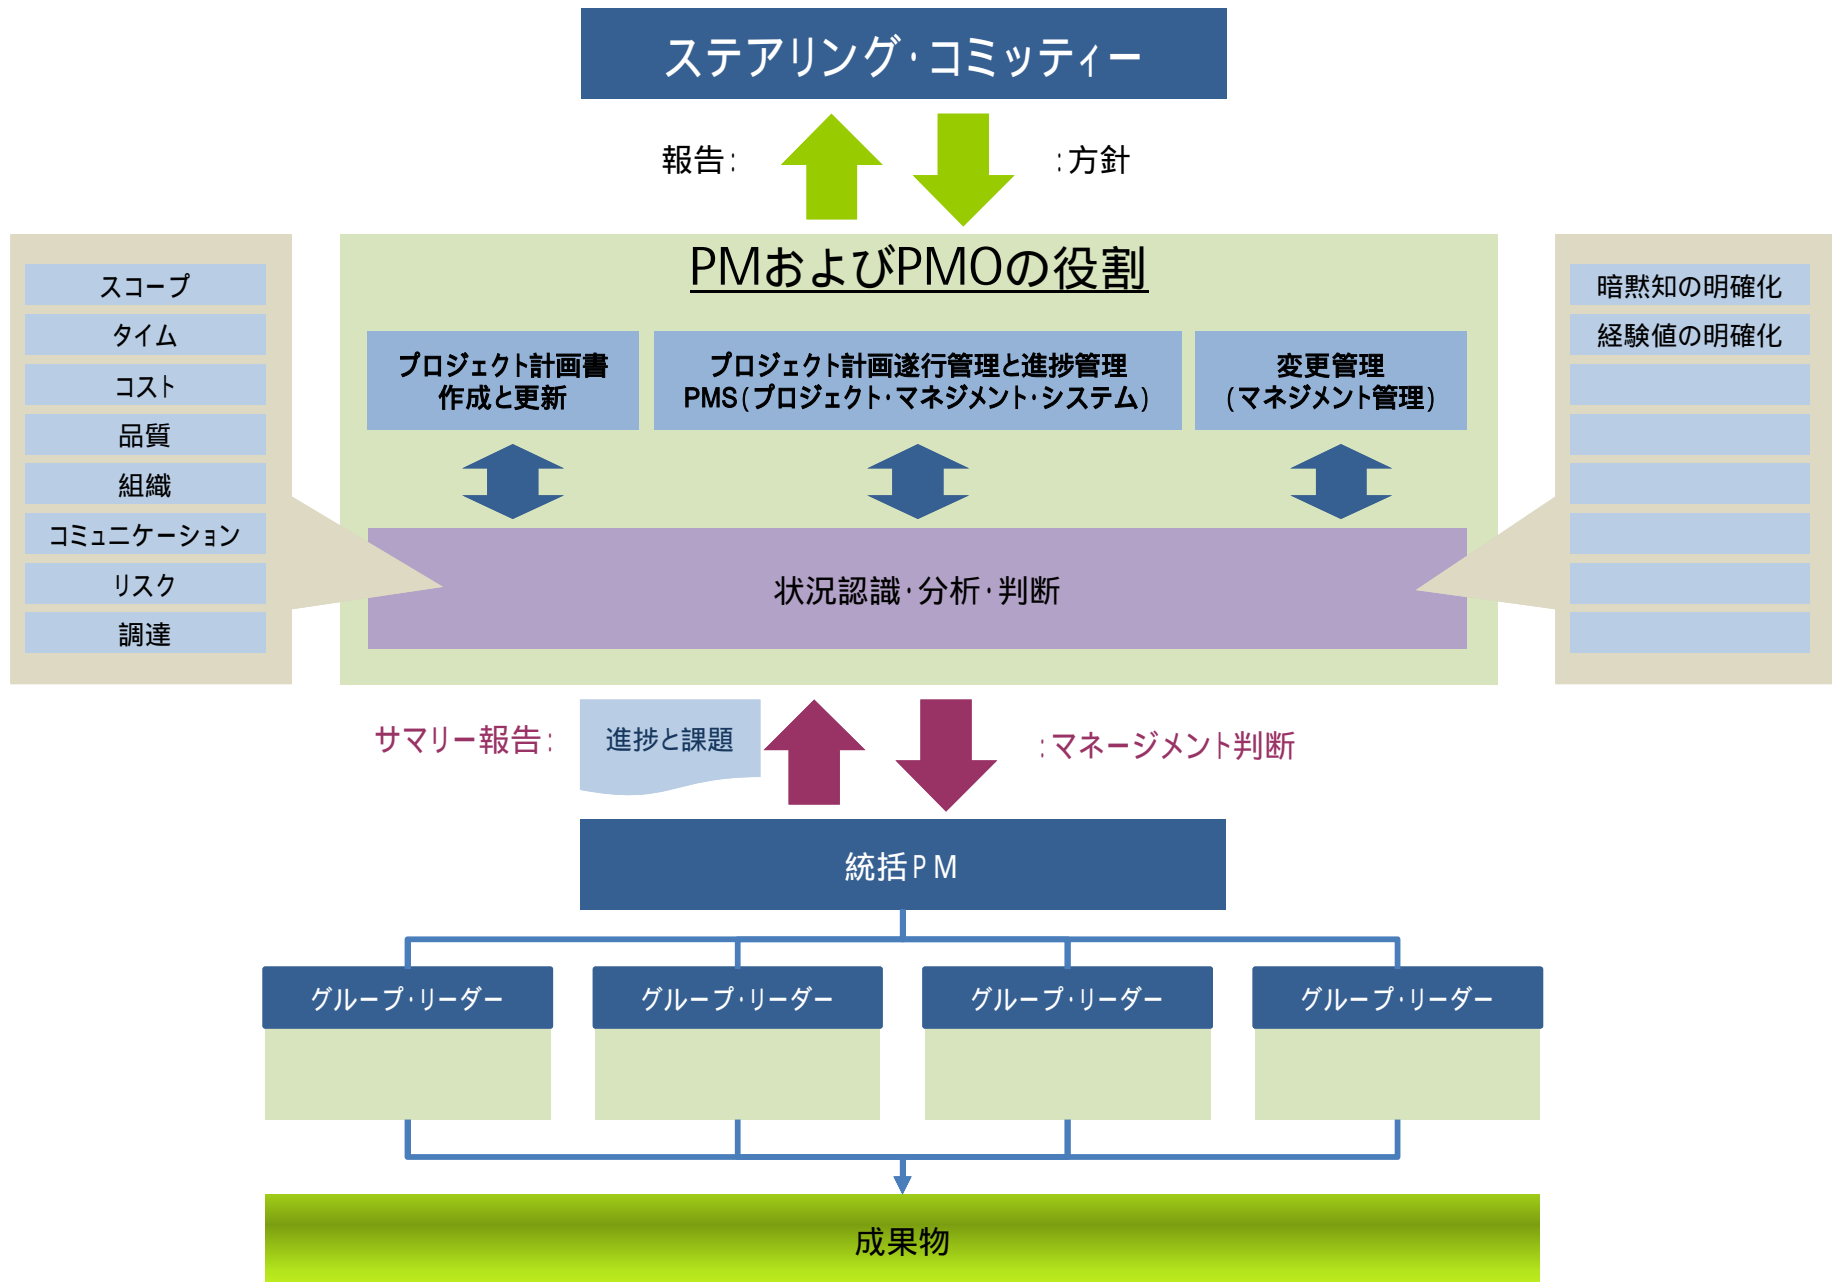 ステアリング・コミッティー
報告：
：方針
PMおよびPMOの役割
スコープ
タイム
コスト
品質
組織
コミュニケーション
リスク
調達
プロジェクト計画書
作成と更新
プロジェクト計画遂行管理と進捗管理
PMS(プロジェクト・マネジメント・システム)
変更管理
(マネジメント管理)
状況認識・分析・判断
暗黙知の明確化
経験値の明確化
サマリー報告：
進捗と課題
：マネージメント判断
統括PM
グループ・リーダー
グループ・リーダー
グループ・リーダー
グループ・リーダー
成果物